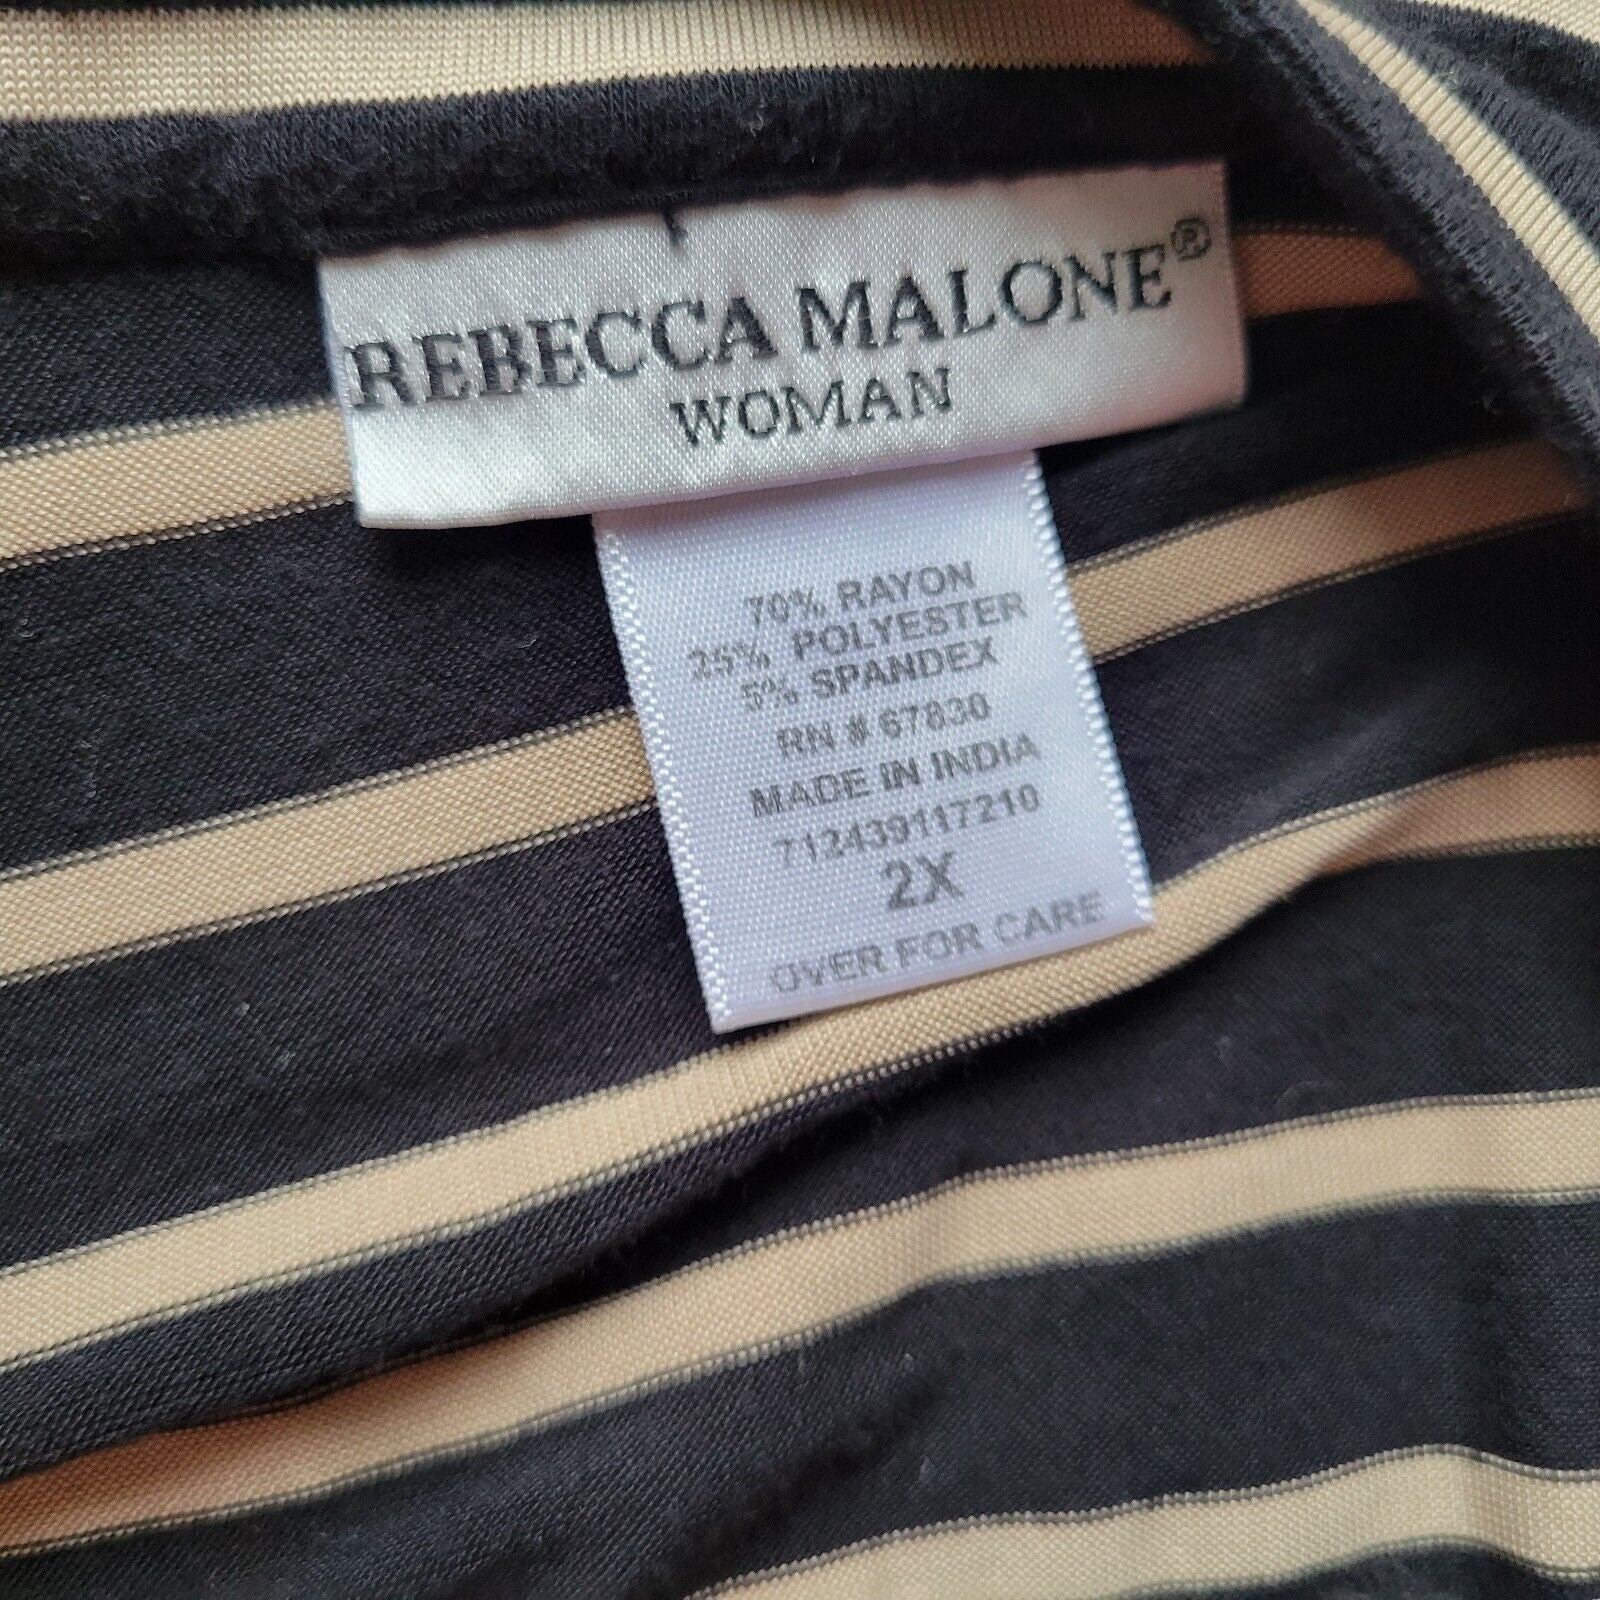 REBECCA MALONE®
WOMAN
70% RAYON
25% POLYESTER
5% SPANDEX
RN # 67830
MADE IN INDIA
712439117210
2X
OVER FOR CARE